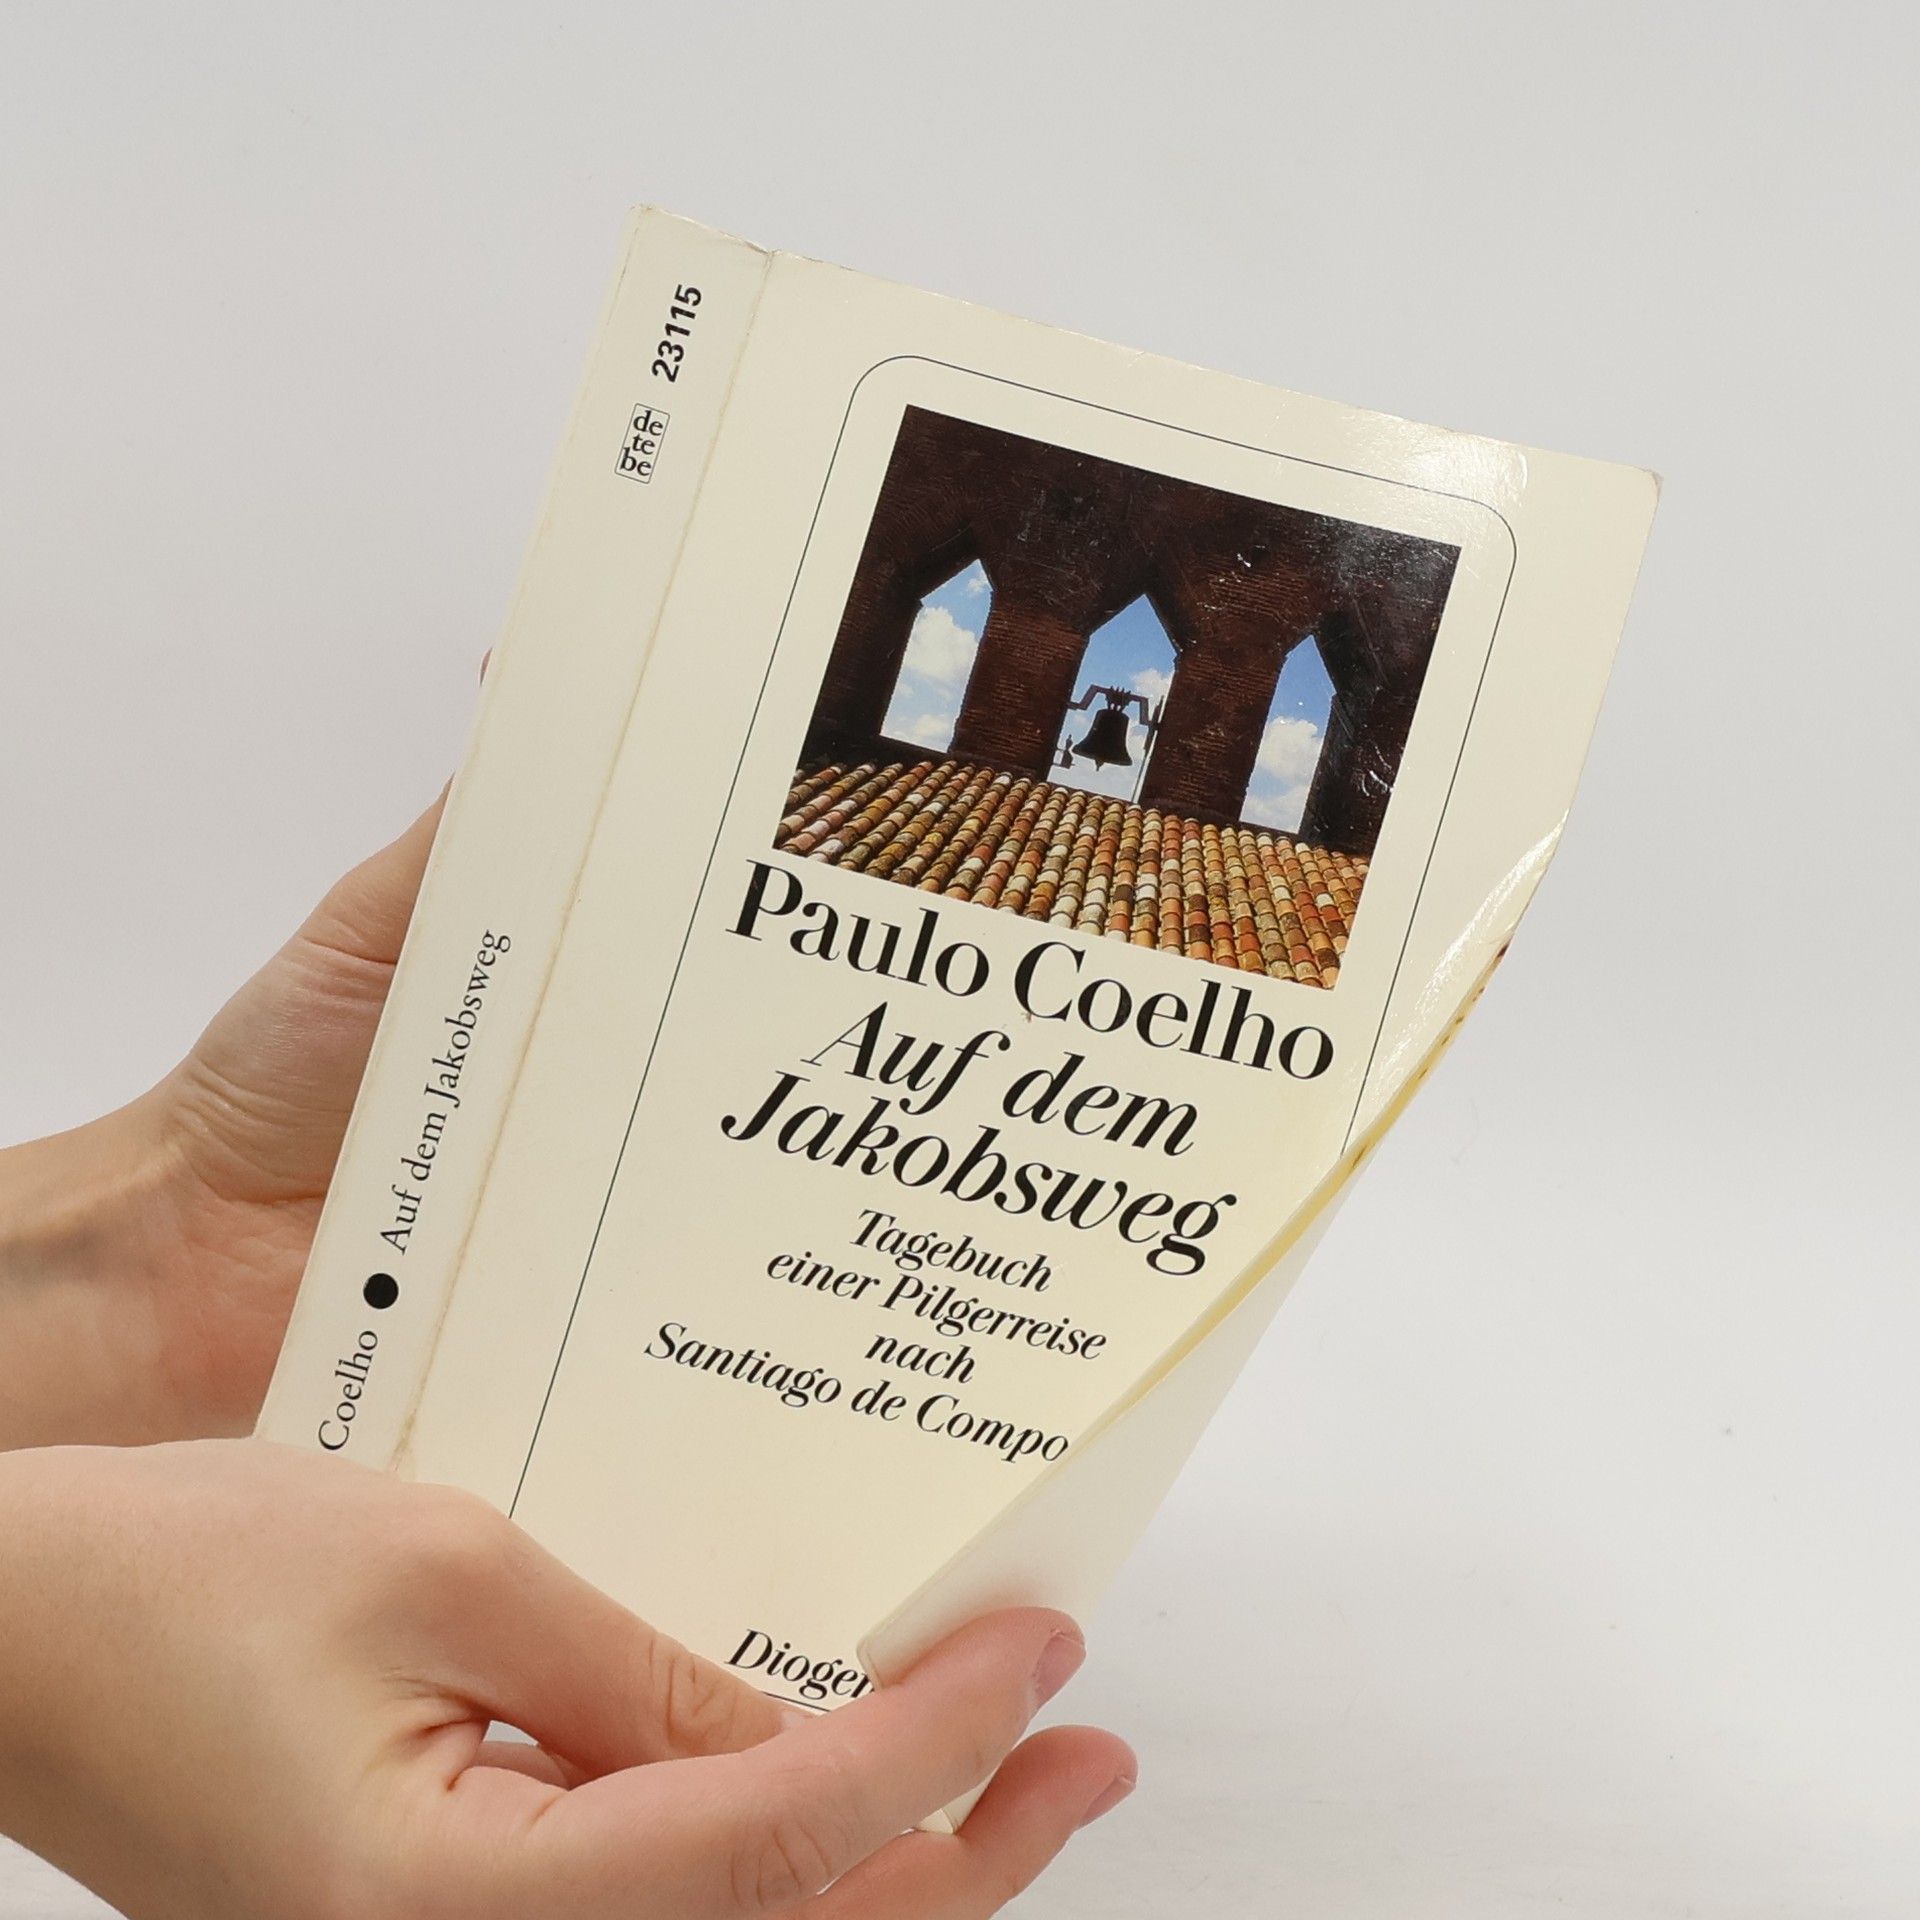 23115
de
te
be
Auf dem Jakobsweg
Coelho
Paulo Coelho
Auf dem
Jakobsweg
Tagebuch
einer Pilgerreise
nach
Santiago de Compo
Diogen